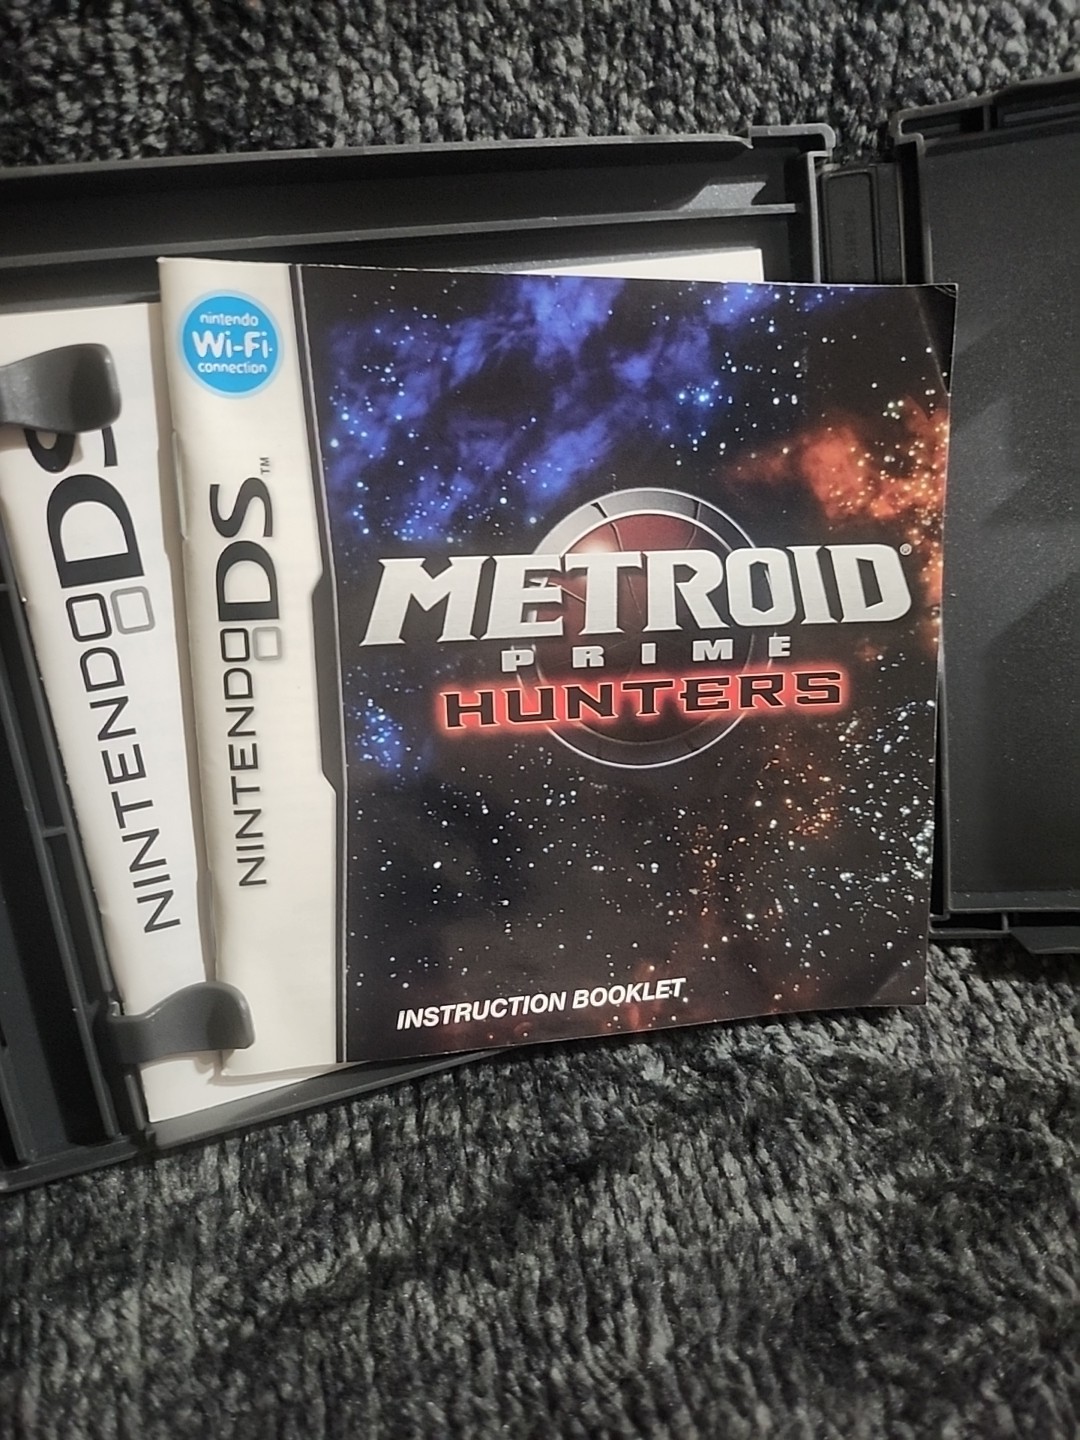 nintendo
Wi-Fi
connection
NINTENDO DS™
NINTENDO DS
METROID®
PRIME
HUNTERS
INSTRUCTION BOOKLET